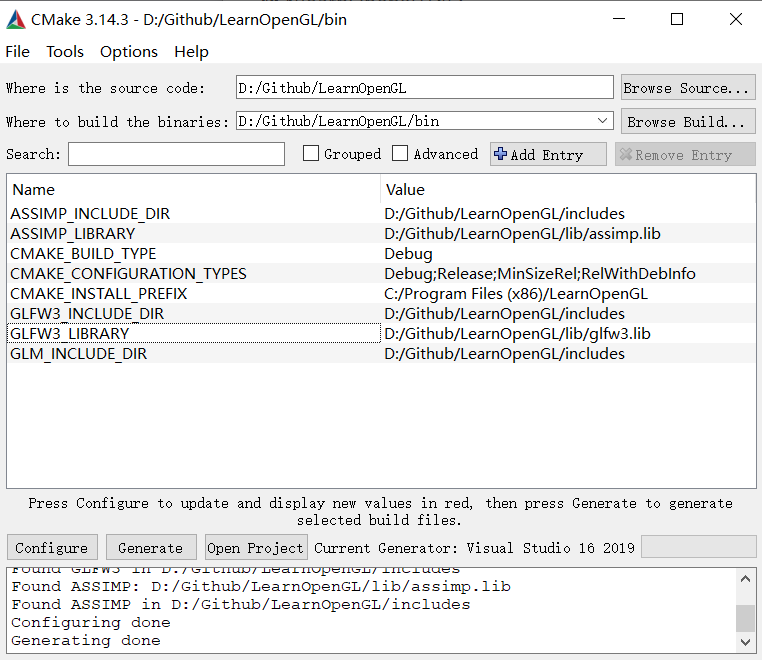 CMake 3.14.3 - D:/Github/LearnOpenGL/bin
File Tools Options Help
Where is the source code: D:/Github/LearnOpenGL Browse Source...
Where to build the binaries: D:/Github/LearnOpenGL/bin Browse Build...
Search: Grouped Advanced Add Entry Remove Entry
Name Value
ASSIMP_INCLUDE_DIR D:/Github/LearnOpenGL/includes
ASSIMP_LIBRARY D:/Github/LearnOpenGL/lib/assimp.lib
CMAKE_BUILD_TYPE Debug
CMAKE_CONFIGURATION_TYPES Debug;Release;MinSizeRel;RelWithDebInfo
CMAKE_INSTALL_PREFIX C:/Program Files (x86)/LearnOpenGL
GLFW3_INCLUDE_DIR D:/Github/LearnOpenGL/includes
GLFW3_LIBRARY D:/Github/LearnOpenGL/lib/glfw3.lib
GLM_INCLUDE_DIR D:/Github/LearnOpenGL/includes
Press Configure to update and display new values in red, then press Generate to generate
selected build files.
Configure Generate Open Project Current Generator: Visual Studio 16 2019
Found GLFW3 in D:/Github/LearnOpenGL/includes
Found ASSIMP: D:/Github/LearnOpenGL/lib/assimp.lib
Found ASSIMP in D:/Github/LearnOpenGL/includes
Configuring done
Generating done